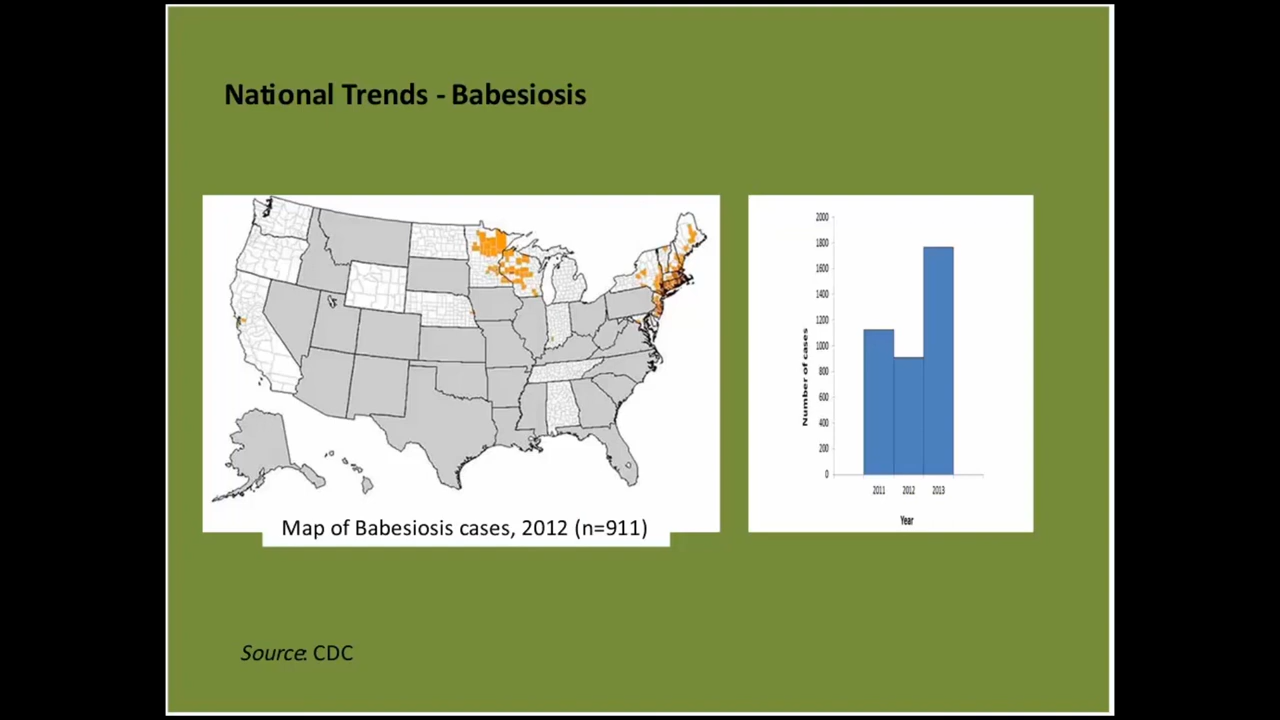 National Trends - Babesiosis
Map of Babesiosis cases, 2012 (n=911)
2000
1800
1600
1400
1200
1000
800
600
400
200
0
Number of cases
2011 2012 2013
Year
Source: CDC